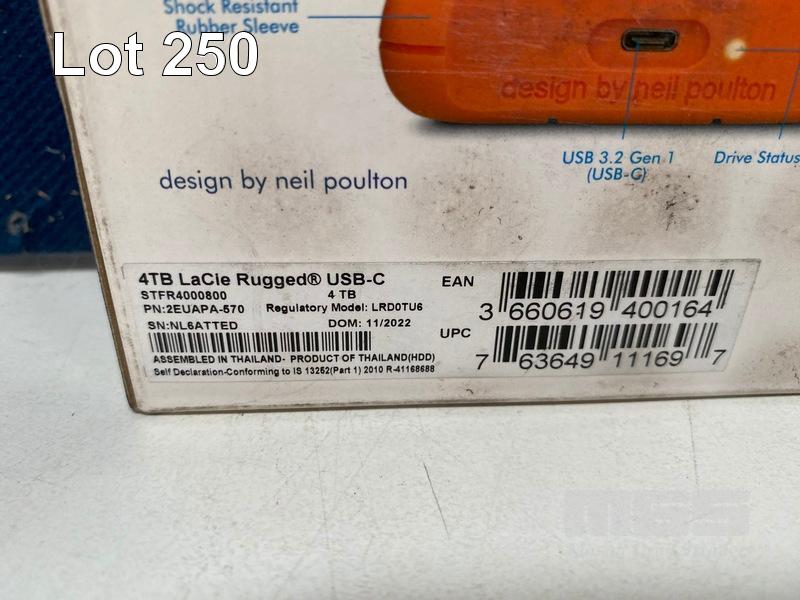 Shock Resistant
Rubber Sleeve
Lot 250
design by neil poulton
USB 3.2 Gen 1
(USB-C)
Drive Status
design by neil poulton
4TB LaCie Rugged® USB-C
STFR4000800 4 TB
PN:2EUAPA-570 Regulatory Model: LRD0TU6
SN:NL6ATTED DOM: 11/2022
ASSEMBLED IN THAILAND- PRODUCT OF THAILAND(HDD)
Self Declaration-Conforming to IS 13252(Part 1) 2010 R-41168688
EAN
3 660619 400164
UPC
7 63649 11169 7